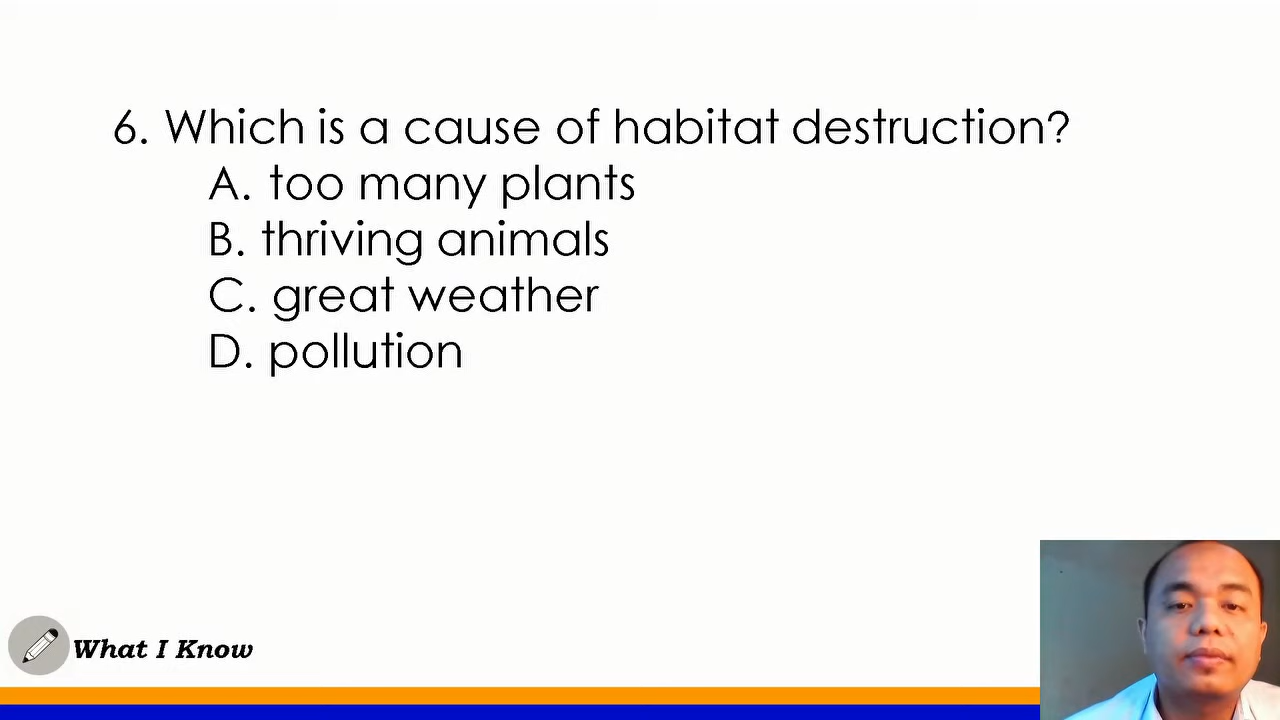 6. Which is a cause of habitat destruction?
A. too many plants
B. thriving animals
C. great weather
D. pollution
What I Know